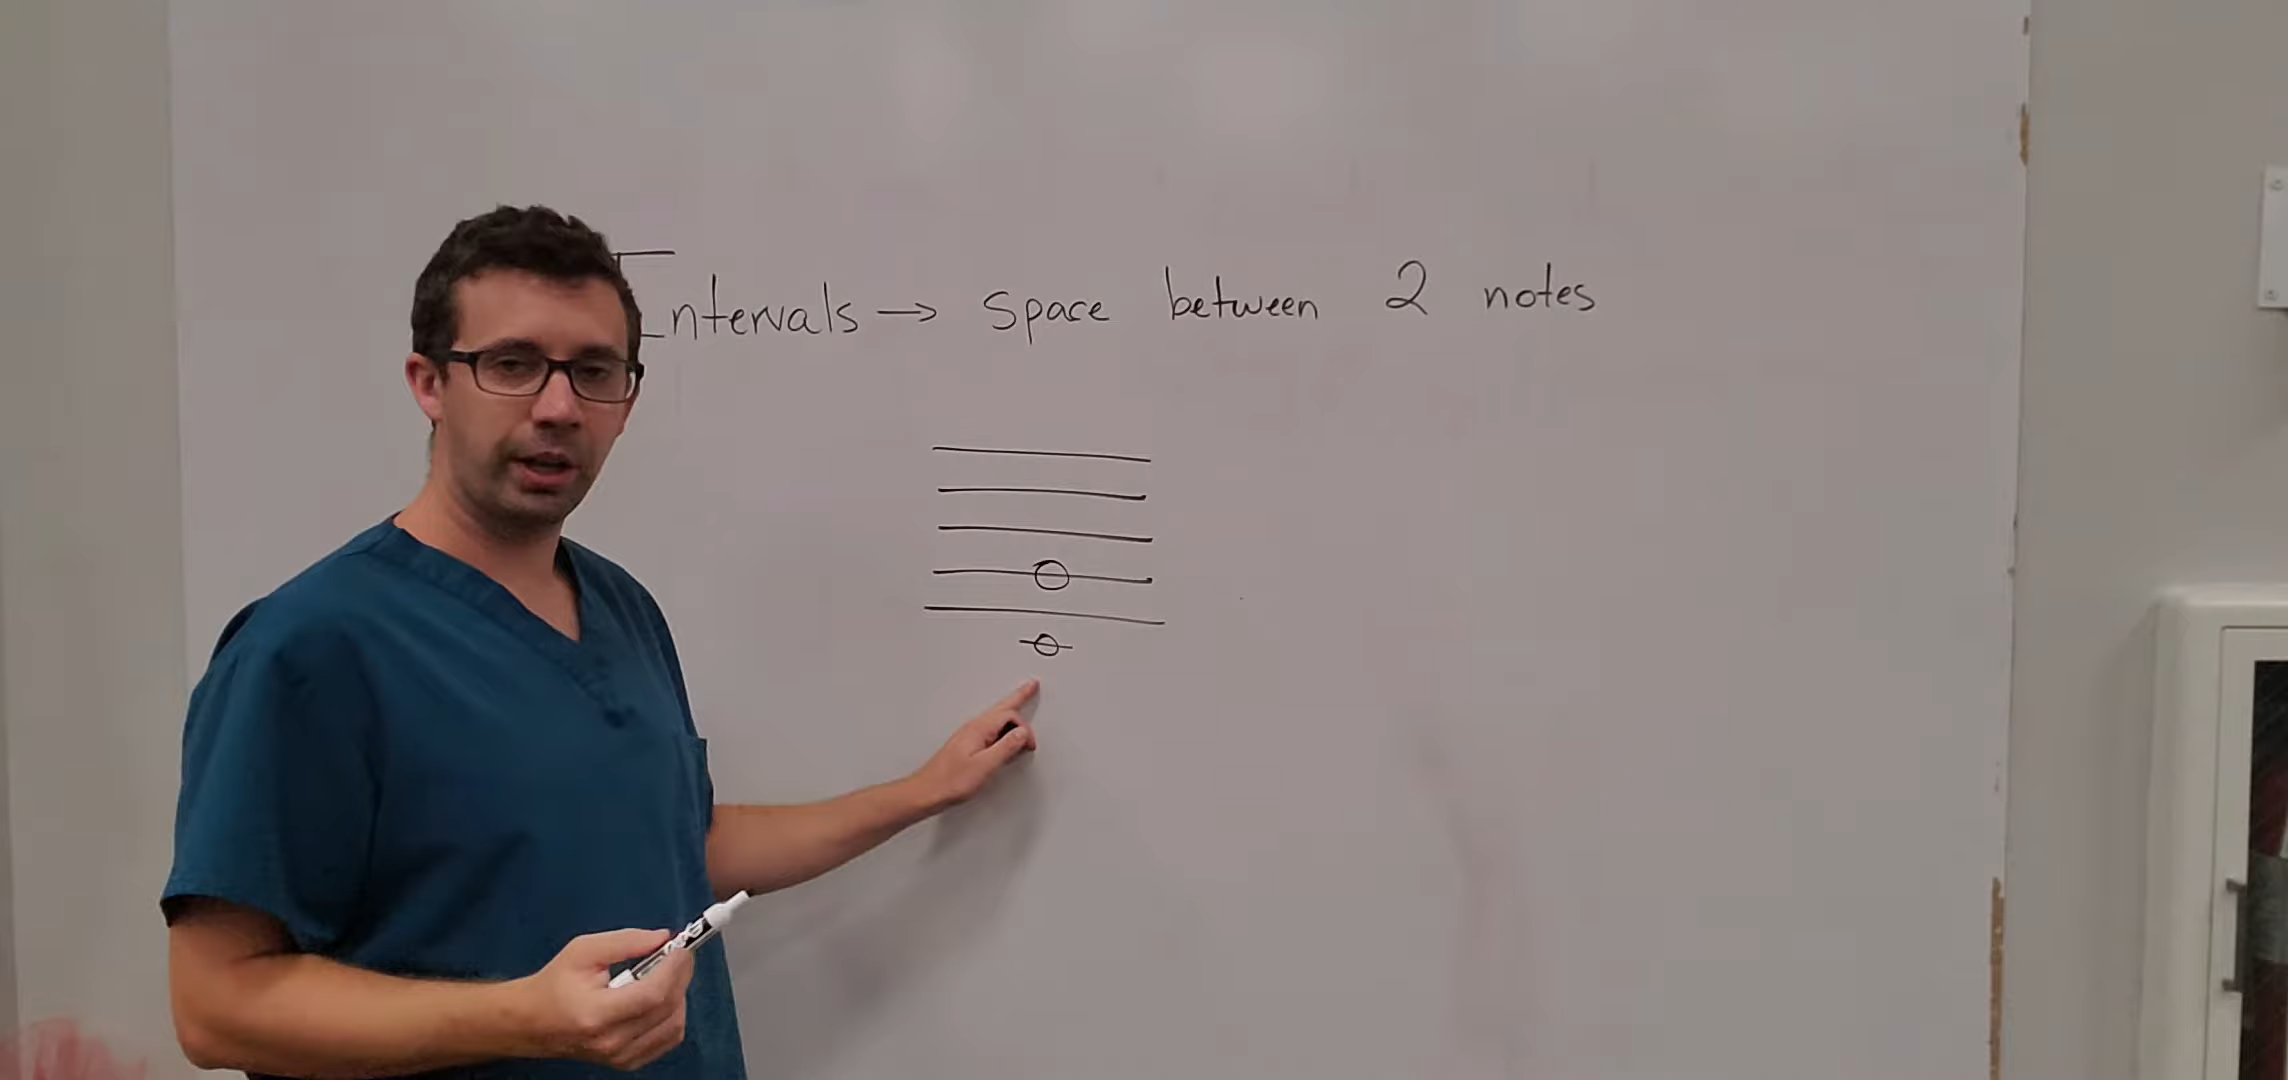 Intervals → Space between 2 notes